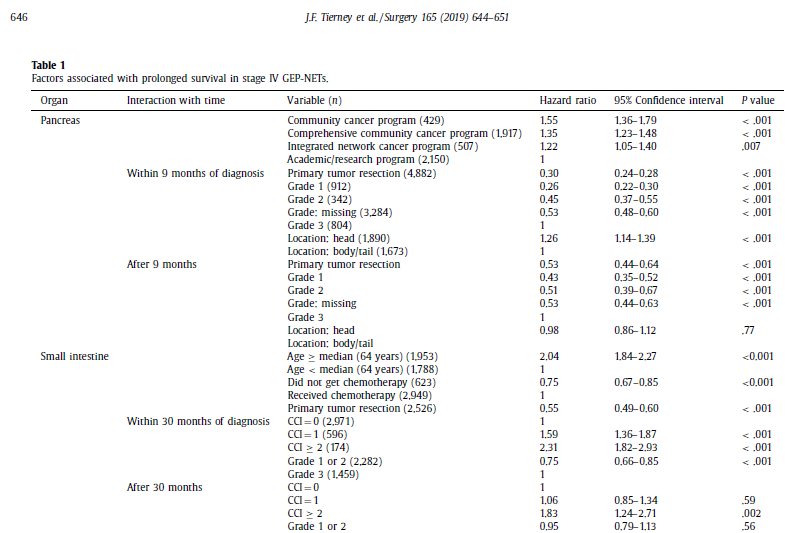 646
J.F. Tierney et al. / Surgery 165 (2019) 644–651
Table 1
Factors associated with prolonged survival in stage IV GEP-NETs.
Organ Interaction with time Variable (n) Hazard ratio 95% Confidence interval P value
Pancreas Community cancer program (429) 1.55 1.36–1.79 < .001
Comprehensive community cancer program (1,917) 1.35 1.23–1.48 < .001
Integrated network cancer program (507) 1.22 1.05–1.40 .007
Academic/research program (2,150) 1
Within 9 months of diagnosis Primary tumor resection (4,882) 0.30 0.24–0.28 < .001
Grade 1 (912) 0.26 0.22–0.30 < .001
Grade 2 (342) 0.45 0.37–0.55 < .001
Grade: missing (3,284) 0.53 0.48–0.60 < .001
Grade 3 (804) 1
Location: head (1,890) 1.26 1.14–1.39 < .001
Location: body/tail (1,673) 1
After 9 months Primary tumor resection 0.53 0.44–0.64 < .001
Grade 1 0.43 0.35–0.52 < .001
Grade 2 0.51 0.39–0.67 < .001
Grade: missing 0.53 0.44–0.63 < .001
Grade 3 1
Location: head 0.98 0.86–1.12 .77
Location: body/tail
Small intestine Age ≥ median (64 years) (1,953) 2.04 1.84–2.27 <0.001
Age < median (64 years) (1,788) 1
Did not get chemotherapy (623) 0.75 0.67–0.85 <0.001
Received chemotherapy (2,949) 1
Primary tumor resection (2,526) 0.55 0.49–0.60 < .001
Within 30 months of diagnosis CCI = 0 (2,971) 1
CCI = 1 (596) 1.59 1.36–1.87 < .001
CCI ≥ 2 (174) 2.31 1.82–2.93 < .001
Grade 1 or 2 (2,282) 0.75 0.66–0.85 < .001
Grade 3 (1,459) 1
After 30 months CCI = 0 1
CCI = 1 1.06 0.85–1.34 .59
CCI ≥ 2 1.83 1.24–2.71 .002
Grade 1 or 2 0.95 0.79–1.13 .56